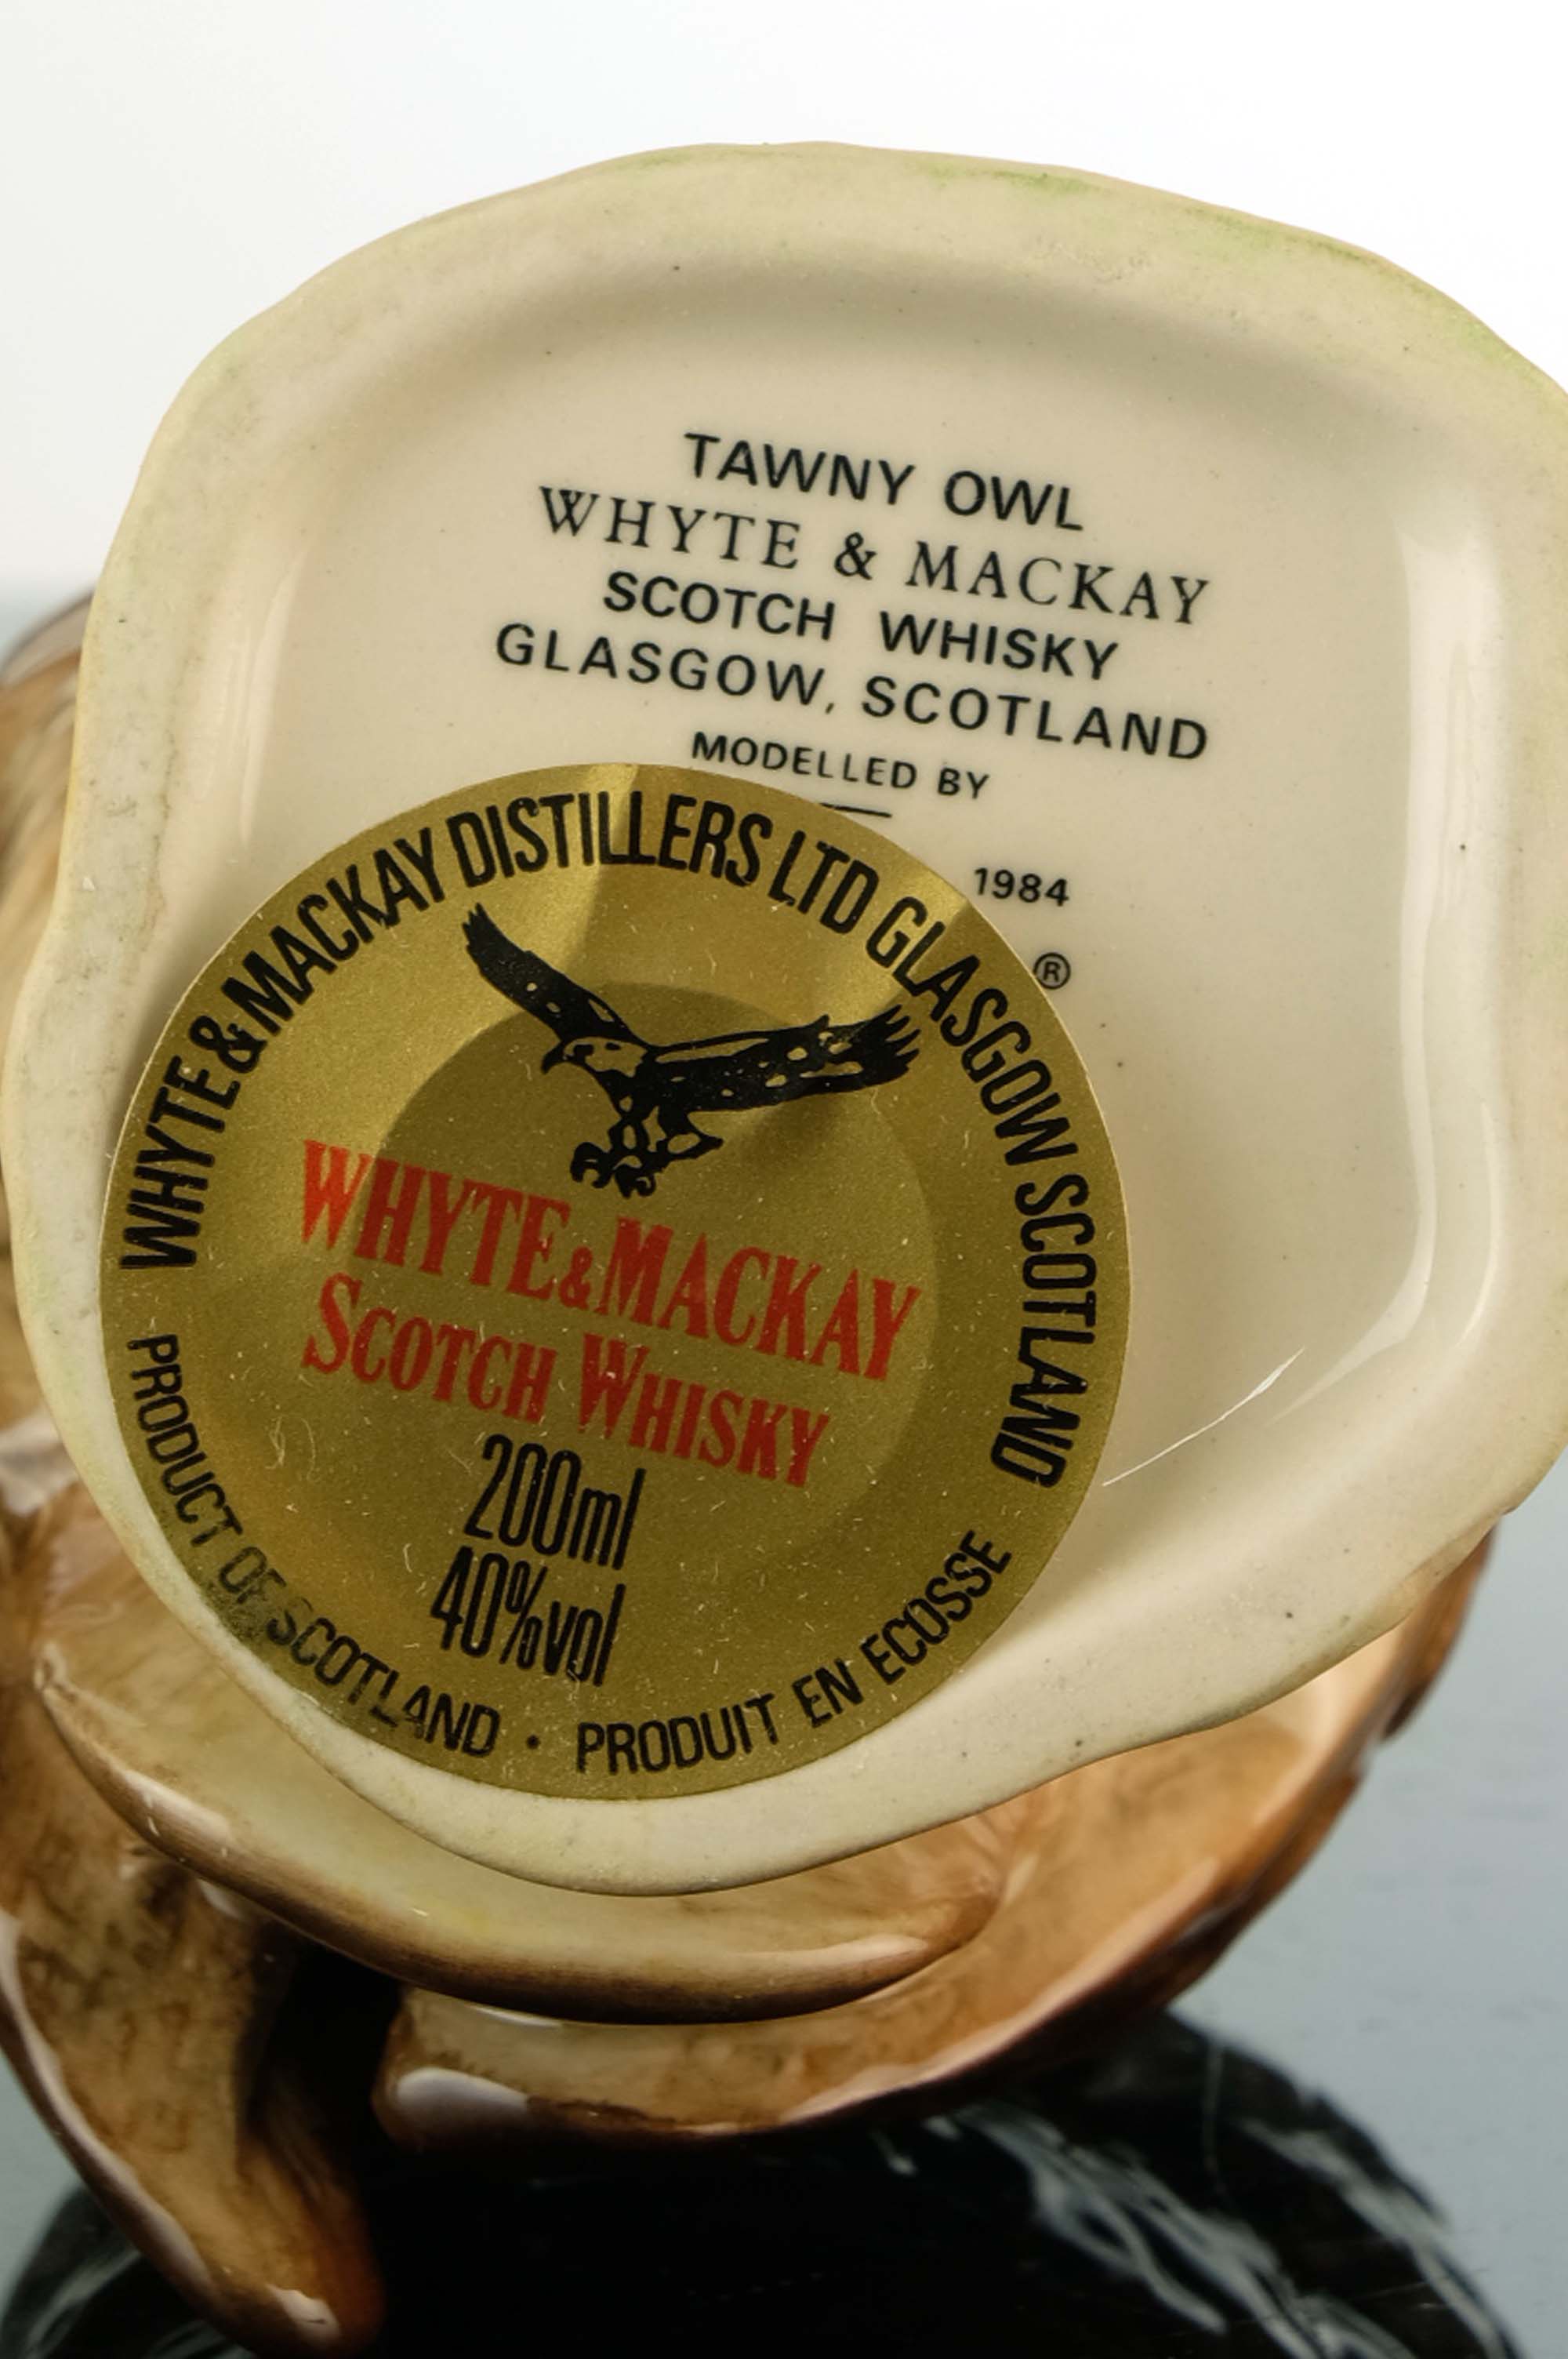 TAWNY OWL
WHYTE & MACKAY
SCOTCH WHISKY
GLASGOW, SCOTLAND
MODELLED BY
1984
®
WHYTE & MACKAY DISTILLERS LTD GLASGOW SCOTLAND
WHYTE & MACKAY
SCOTCH WHISKY
200ml
40%vol
PRODUCT OF SCOTLAND · PRODUIT EN ECOSSE